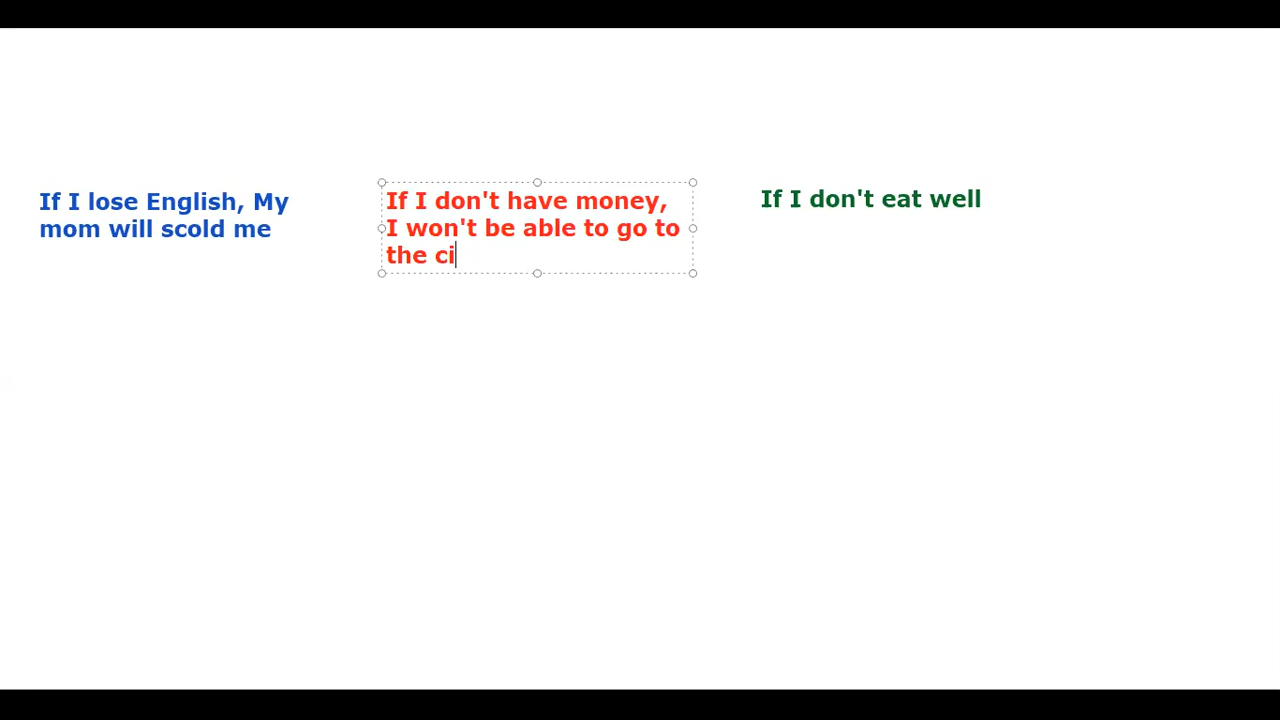 If I lose English, My
mom will scold me
If I don't have money,
I won't be able to go to
the ci
If I don't eat well